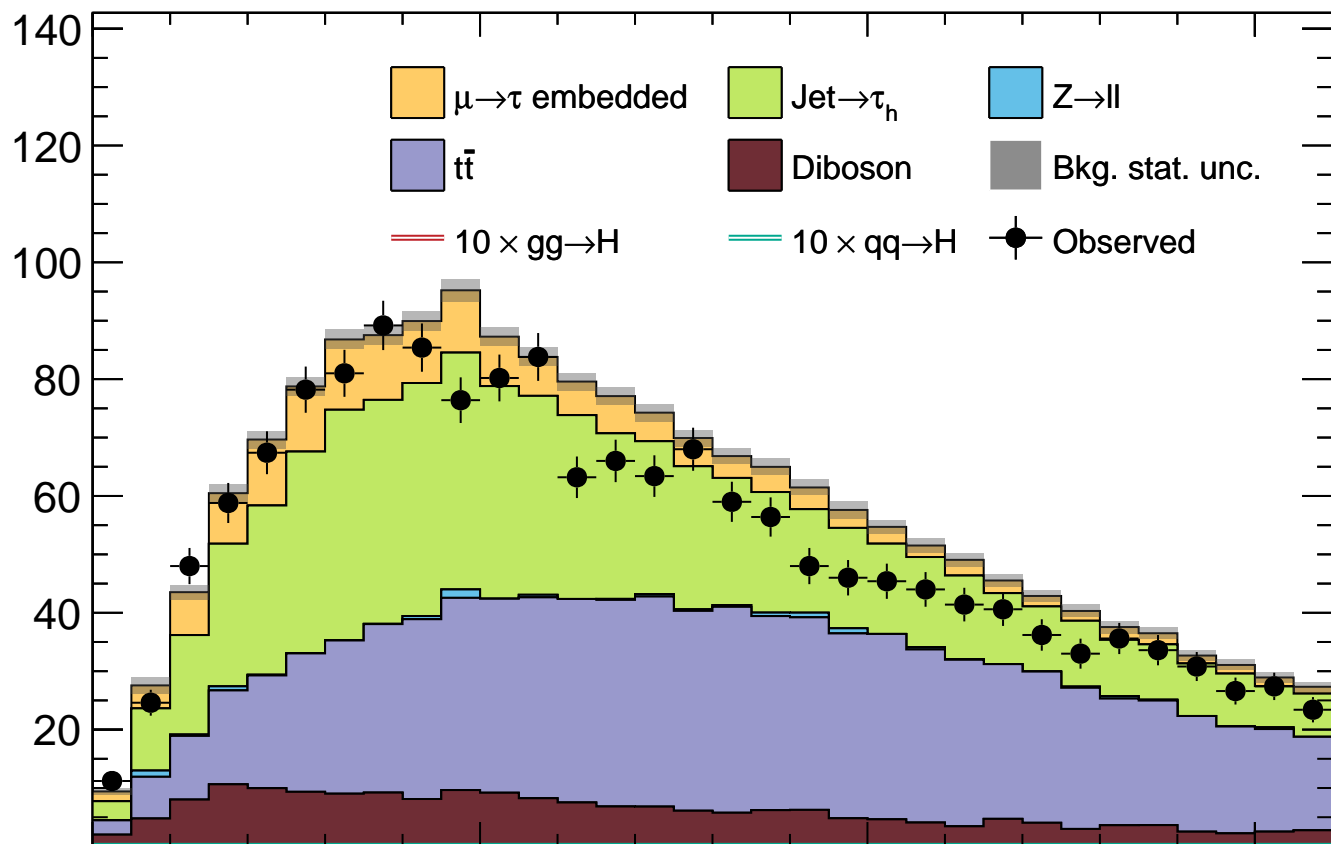 140
μ→τ embedded Jet→τh Z→ll
120
tt̄ Diboson Bkg. stat. unc.
10 × gg→H 10 × qq→H Observed
100
80
60
40
20